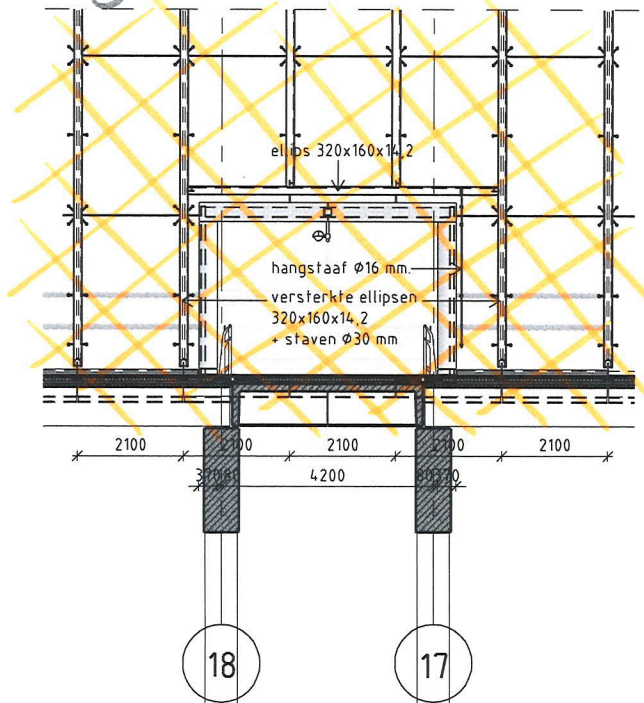 ellips 320x160x14,2
hangstaaf Ø16 mm.
versterkte ellipsen
320x160x14,2
+ staven Ø30 mm
2100 2100 2100 2100 2100
4200
18 17